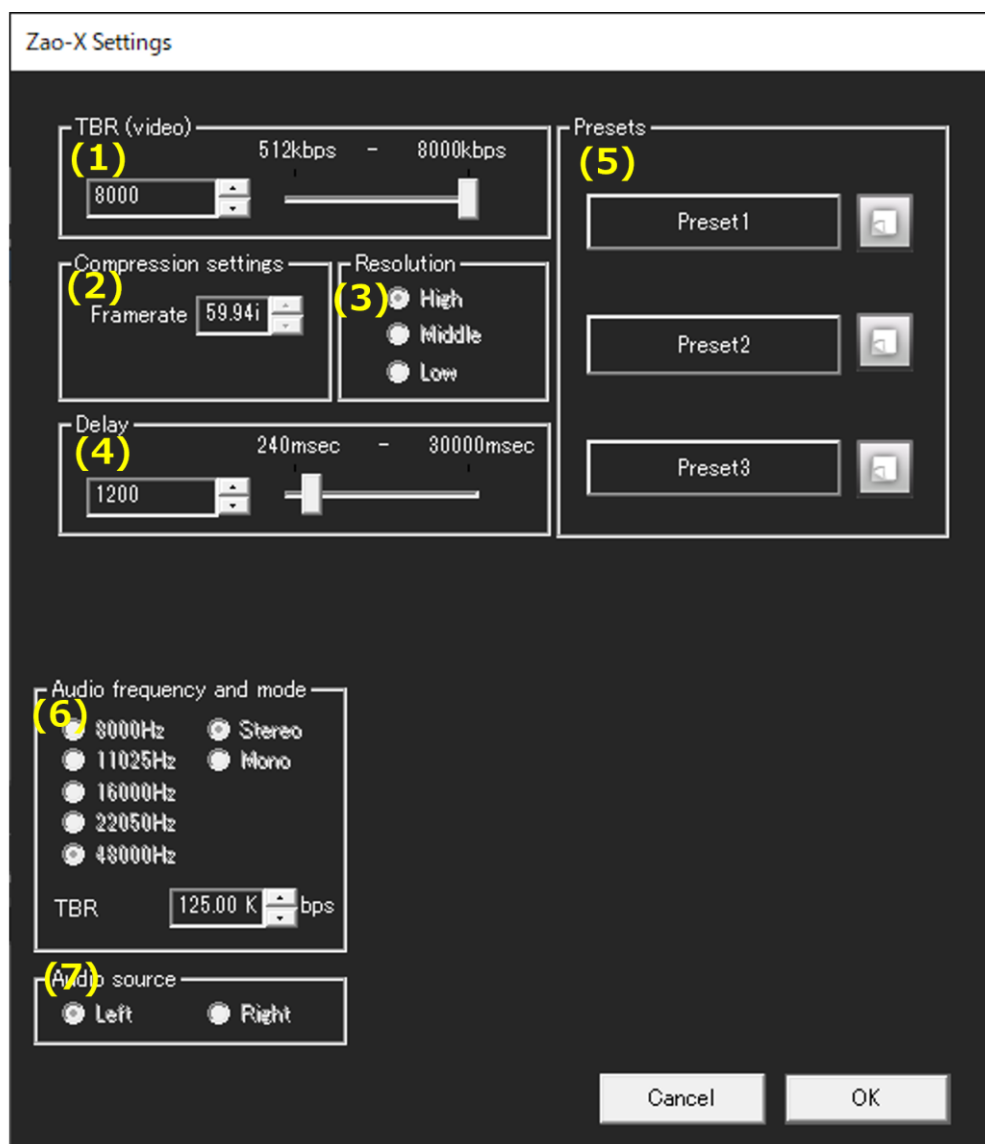 Zao-X Settings
TBR (video)
(1)
512kbps - 8000kbps
8000
Compression settings
(2)
Framerate 59.94i
Resolution
(3)
High
Middle
Low
Delay
(4)
240msec - 30000msec
1200
Presets
(5)
Preset1
Preset2
Preset3
Audio frequency and mode
(6)
8000Hz Stereo
11025Hz Mono
16000Hz
22050Hz
48000Hz
TBR 125.00 K bps
Audio source
(7)
Left Right
Cancel OK